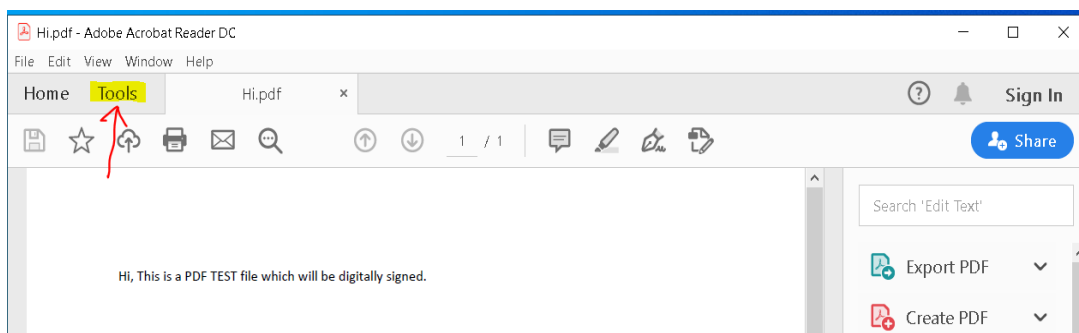 Hi.pdf - Adobe Acrobat Reader DC
File Edit View Window Help
Home Tools Hi.pdf × ? Sign In
1 / 1 Share
Search 'Edit Text'
Hi, This is a PDF TEST file which will be digitally signed.
Export PDF
Create PDF